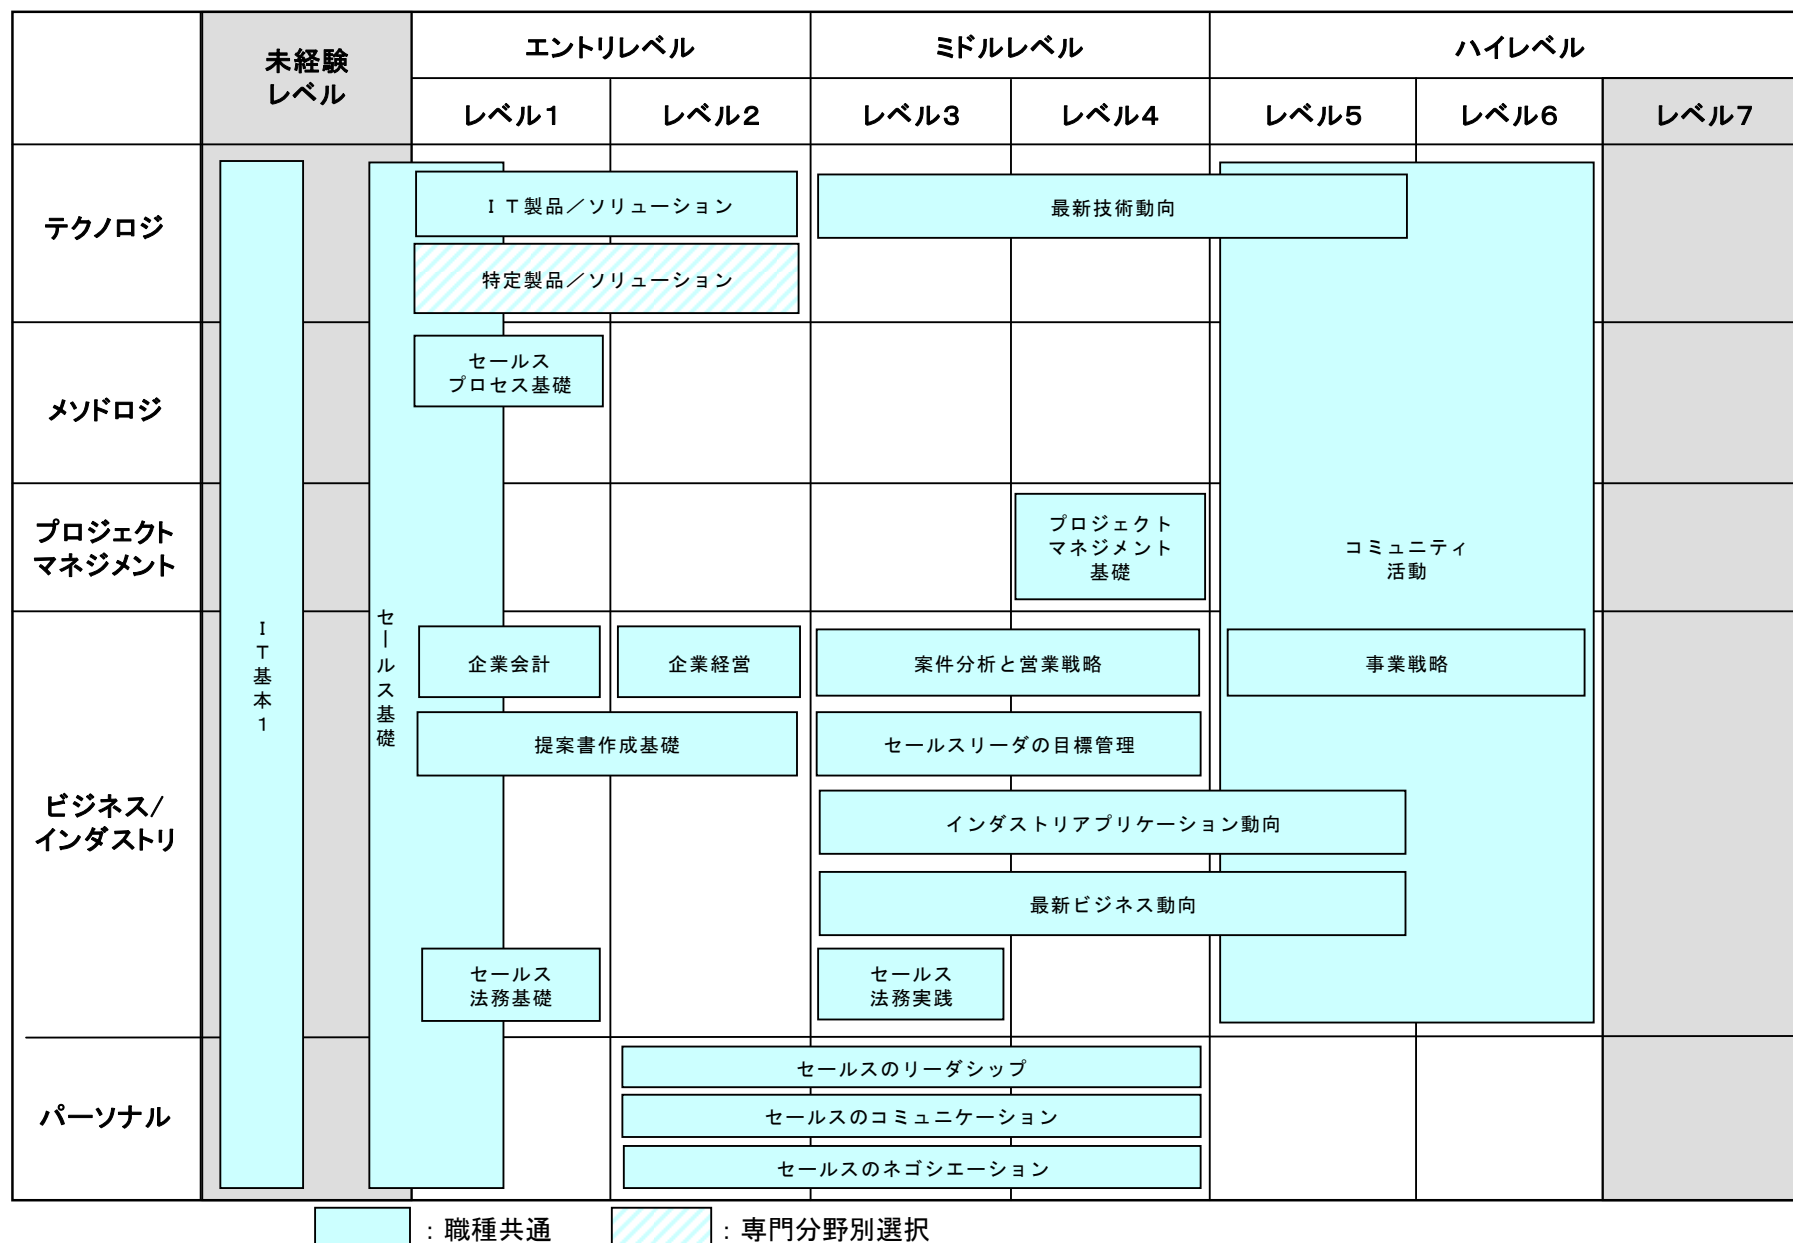 未経験
レベル
エントリレベル
ミドルレベル
ハイレベル
レベル1
レベル2
レベル3
レベル4
レベル5
レベル6
レベル7
テクノロジ
ＩＴ製品／ソリューション
最新技術動向
特定製品／ソリューション
メソドロジ
セールス
プロセス基礎
プロジェクト
マネジメント
プロジェクト
マネジメント
基礎
コミュニティ
活動
ＩＴ基本１
セールス基礎
ビジネス/
インダストリ
企業会計
企業経営
案件分析と営業戦略
事業戦略
提案書作成基礎
セールスリーダの目標管理
インダストリアプリケーション動向
最新ビジネス動向
セールス
法務基礎
セールス
法務実践
パーソナル
セールスのリーダシップ
セールスのコミュニケーション
セールスのネゴシエーション
：職種共通
：専門分野別選択